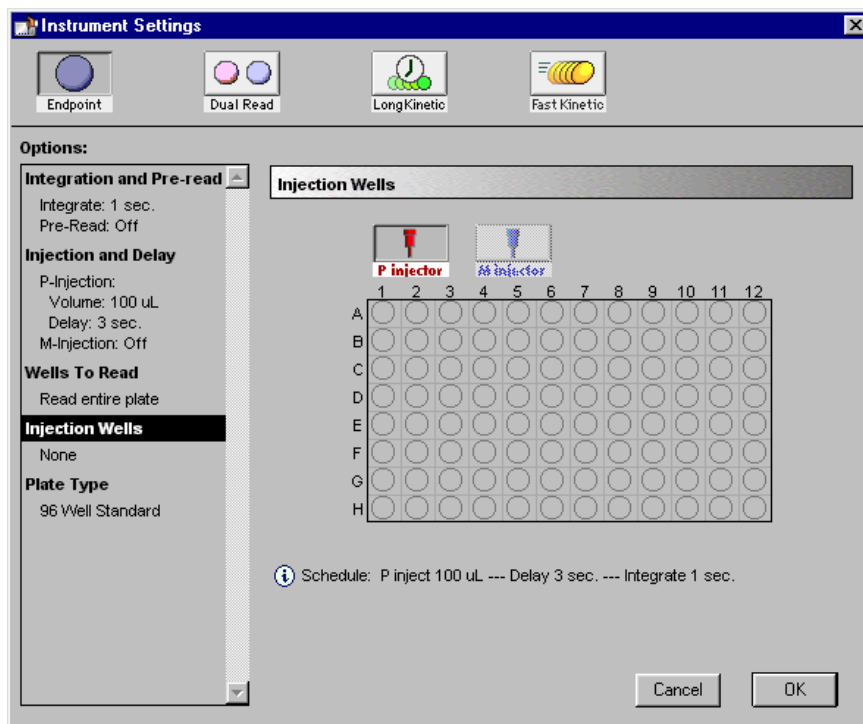 Instrument Settings
Endpoint
Dual Read
Long Kinetic
Fast Kinetic
Options:
Integration and Pre-read
Integrate: 1 sec.
Pre-Read: Off
Injection and Delay
P-Injection:
Volume: 100 uL
Delay: 3 sec.
M-Injection: Off
Wells To Read
Read entire plate
Injection Wells
None
Plate Type
96 Well Standard
Injection Wells
P injector
M injector
1 2 3 4 5 6 7 8 9 10 11 12
A
B
C
D
E
F
G
H
Schedule: P inject 100 uL --- Delay 3 sec. --- Integrate 1 sec.
Cancel
OK